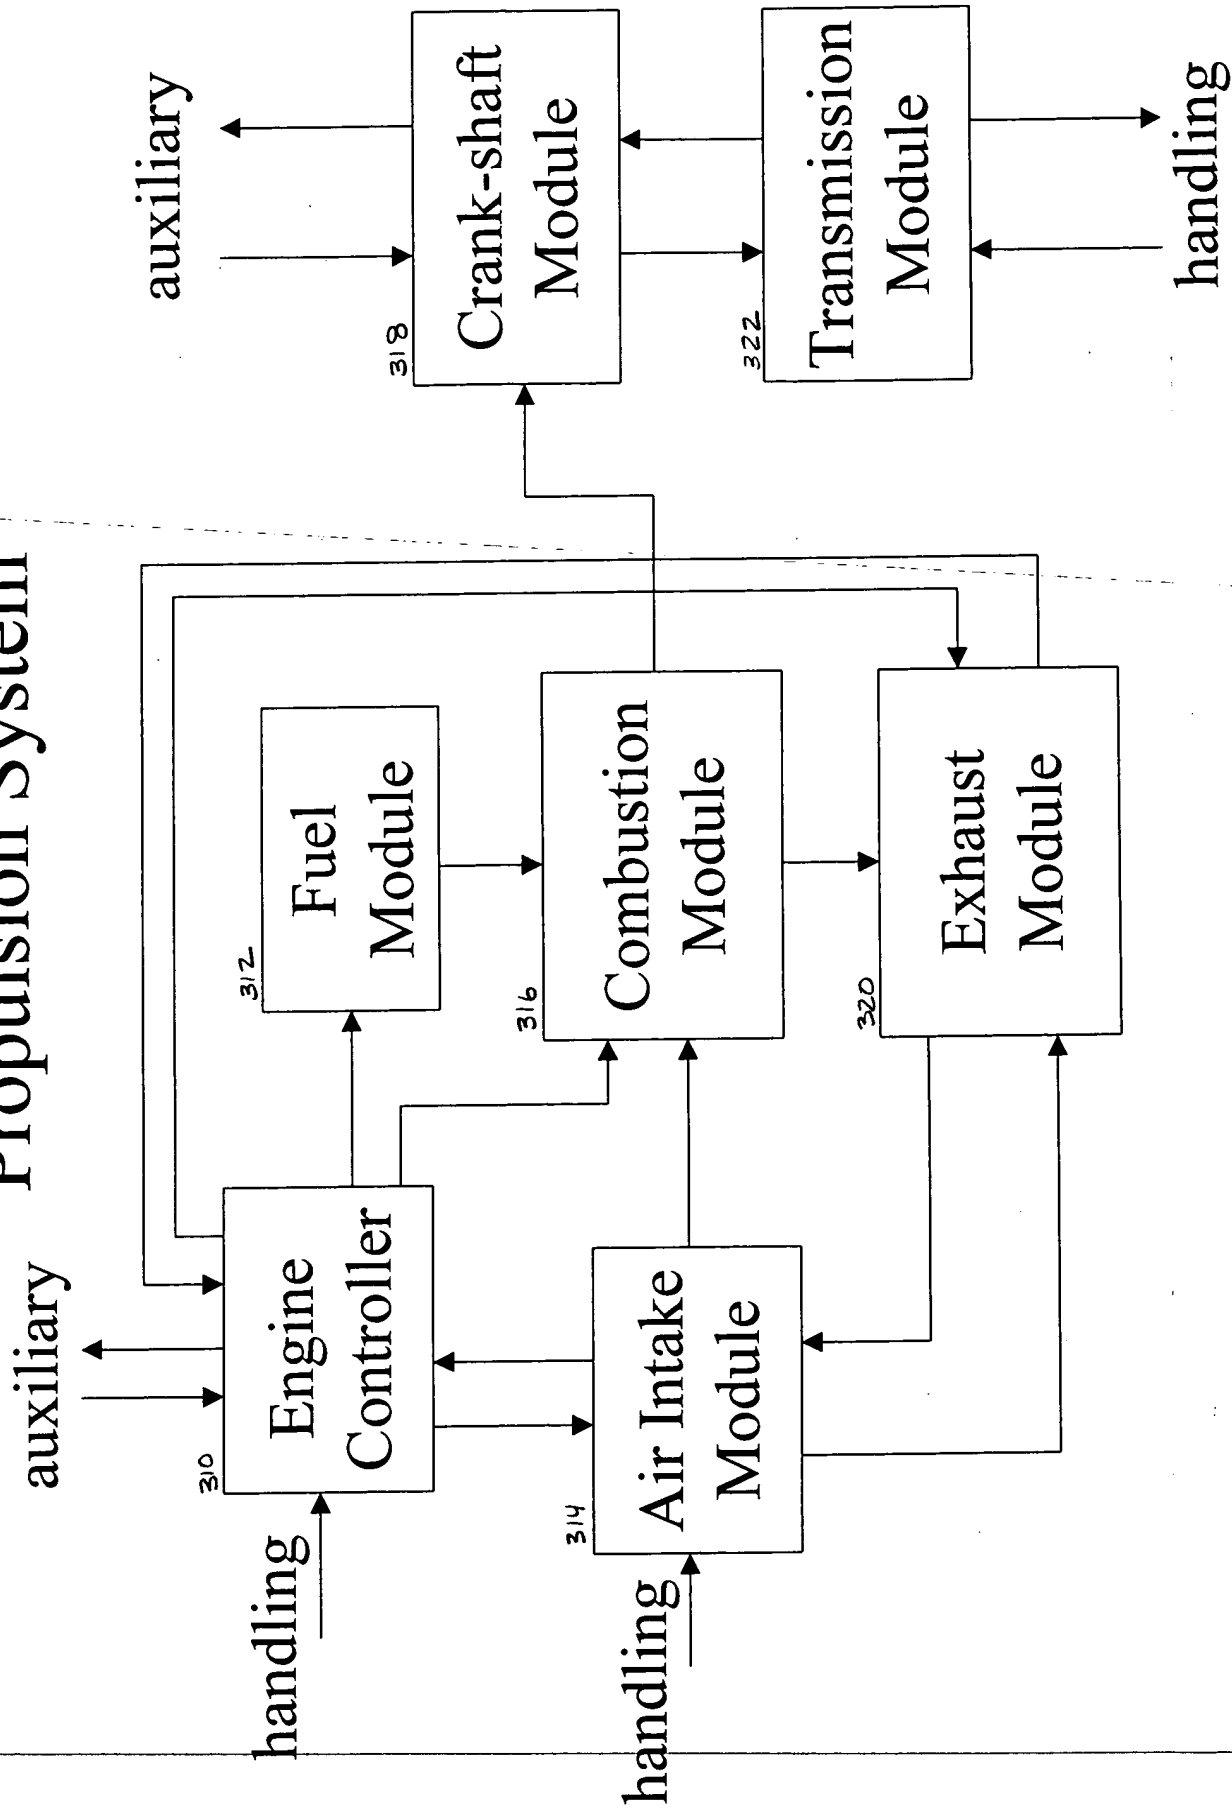 Propulsion System
auxiliary
auxiliary
handling
310
Engine
Controller
312
Fuel
Module
318
Crank-shaft
Module
handling
314
Air Intake
Module
316
Combustion
Module
322
Transmission
Module
320
Exhaust
Module
handling